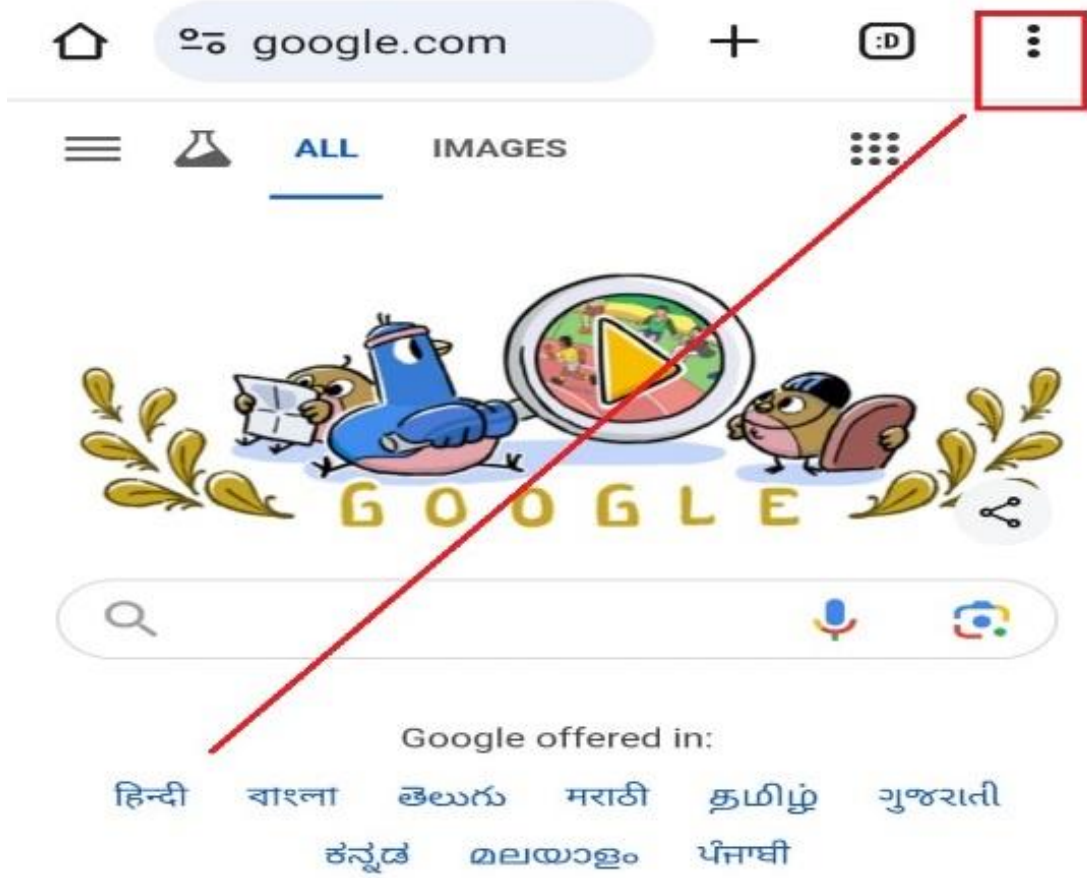 google.com :D
ALL IMAGES
GOOGLE
Google offered in:
हिन्दी বাংলা తెలుగు मराठी தமிழ் ગુજરાતી
ಕನ್ನಡ മലയാളം ਪੰਜਾਬੀ